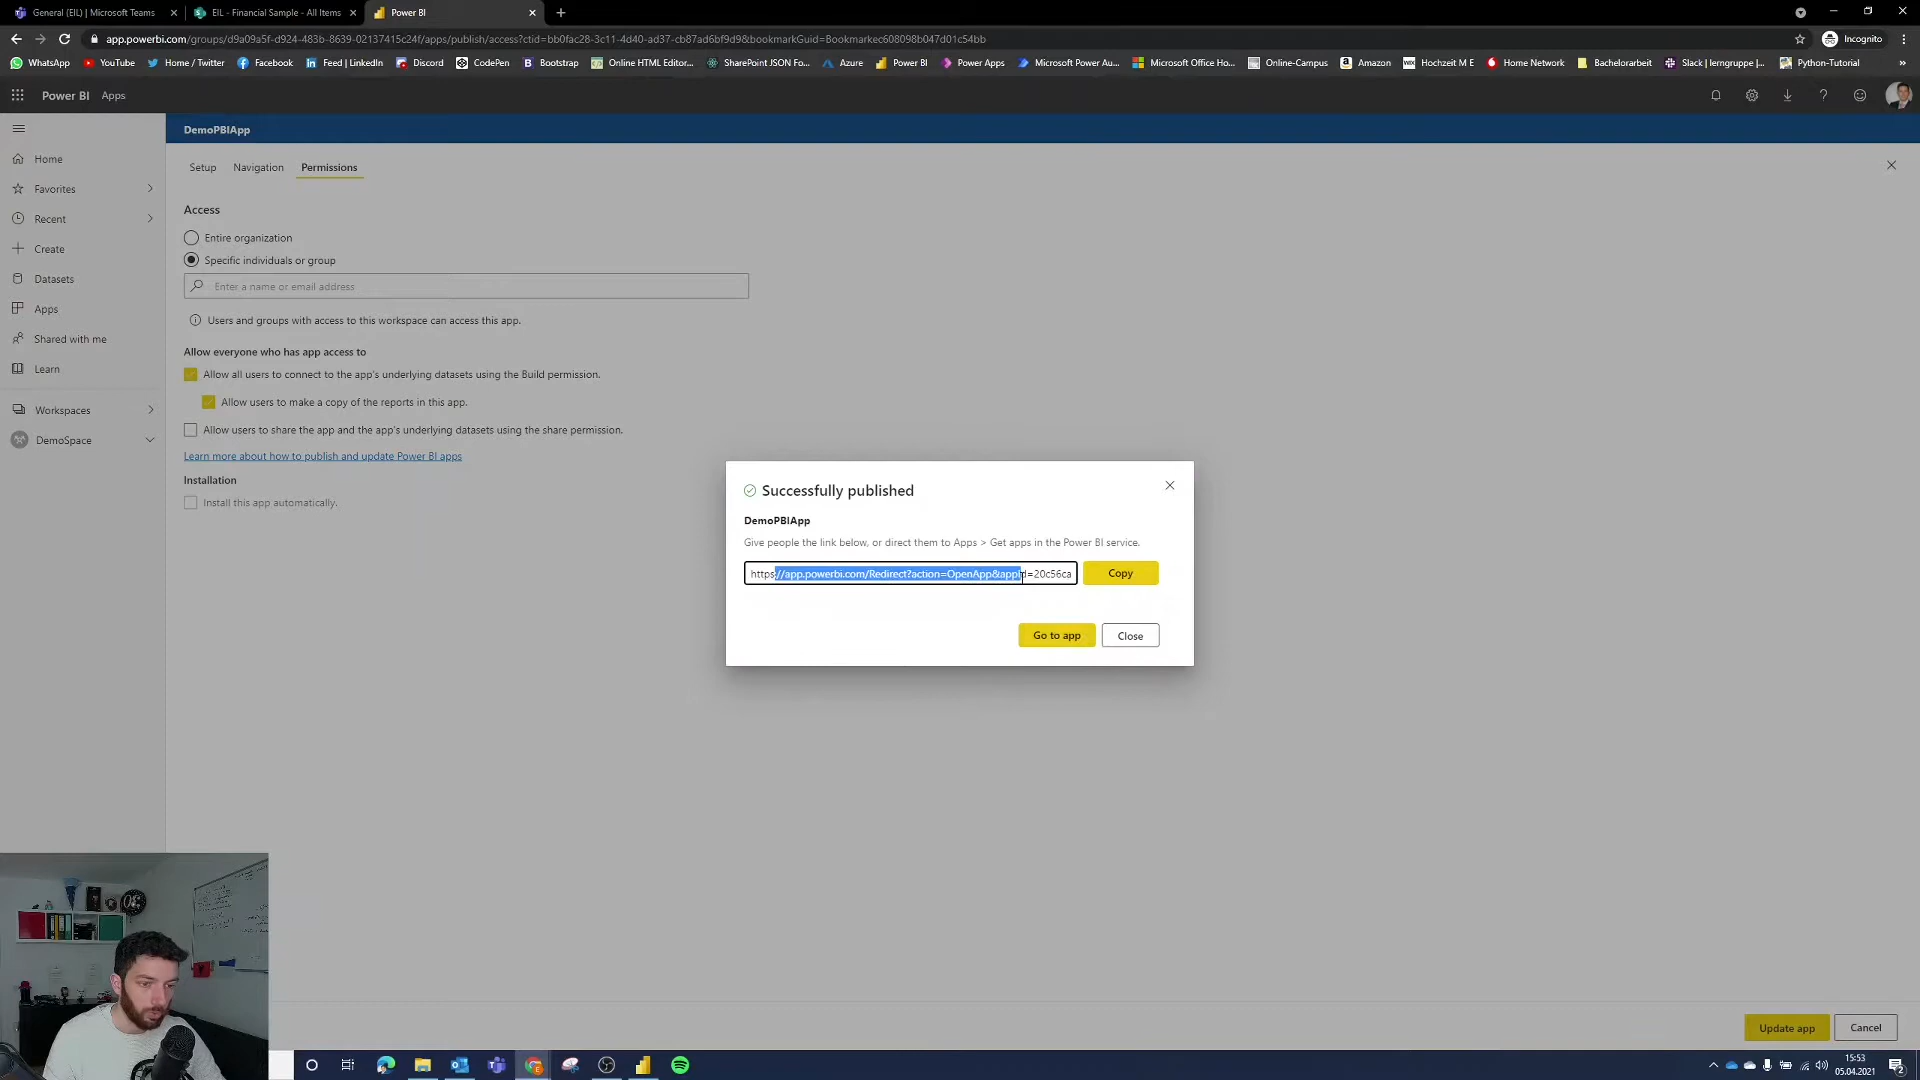 General (EIL) | Microsoft Teams
EIL - Financial Sample - All Items
Power BI
app.powerbi.com/groups/d9a09a5f-d924-483b-8639-02137415c24f/apps/publish/access?ctid=bb0fac28-3c11-4d40-ad37-cb87ad6bf9d9&bookmarkGuid=Bookmarkec608098b047d01c54bb
Incognito
WhatsApp
YouTube
Home / Twitter
Facebook
Feed | LinkedIn
Discord
CodePen
Bootstrap
Online HTML Editor...
SharePoint JSON Fo...
Azure
Power BI
Power Apps
Microsoft Power Au...
Microsoft Office Ho...
Online-Campus
Amazon
Hochzeit M E
Home Network
Bachelorarbeit
Slack | lerngruppe |...
Python-Tutorial
Power BI
Apps
DemoPBIApp
Setup
Navigation
Permissions
Home
Favorites
Recent
Create
Datasets
Apps
Shared with me
Learn
Workspaces
DemoSpace
Access
Entire organization
Specific individuals or group
Enter a name or email address
Users and groups with access to this workspace can access this app.
Allow everyone who has app access to
Allow all users to connect to the app's underlying datasets using the Build permission.
Allow users to make a copy of the reports in this app.
Allow users to share the app and the app's underlying datasets using the share permission.
Learn more about how to publish and update Power BI apps
Installation
Install this app automatically.
Successfully published
DemoPBIApp
Give people the link below, or direct them to Apps > Get apps in the Power BI service.
https://app.powerbi.com/Redirect?action=OpenApp&appId=20c56ca
Copy
Go to app
Close
Update app
Cancel
15:53
05.04.2021